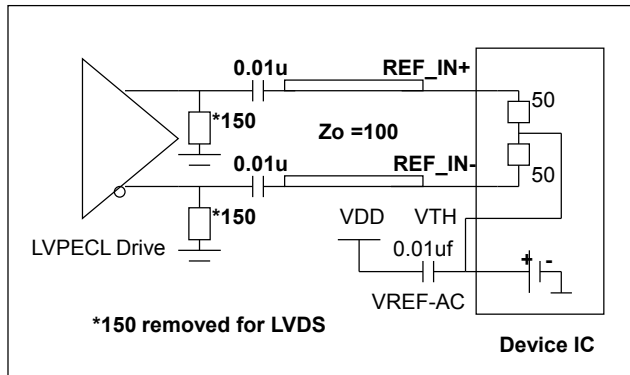 0.01u
REF_IN+
*150
50
Zo =100
0.01u
REF_IN-
50
*150
VDD
VTH
LVPECL Drive
0.01uf
+ -
VREF-AC
*150 removed for LVDS
Device IC